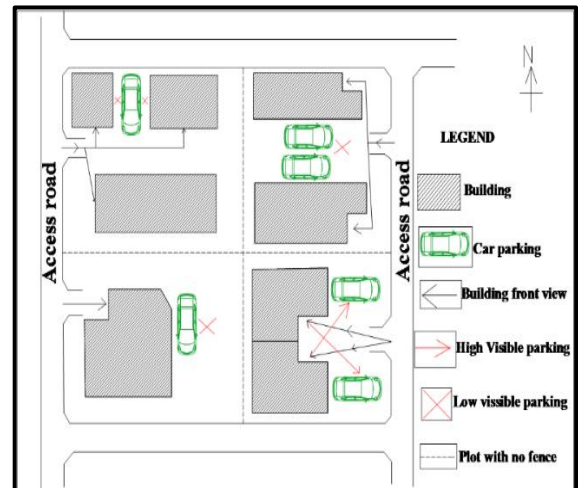 N
LEGEND
Building
Car parking
Building front view
High Visible parking
Low vissible parking
Plot with no fence
Access road
Access road